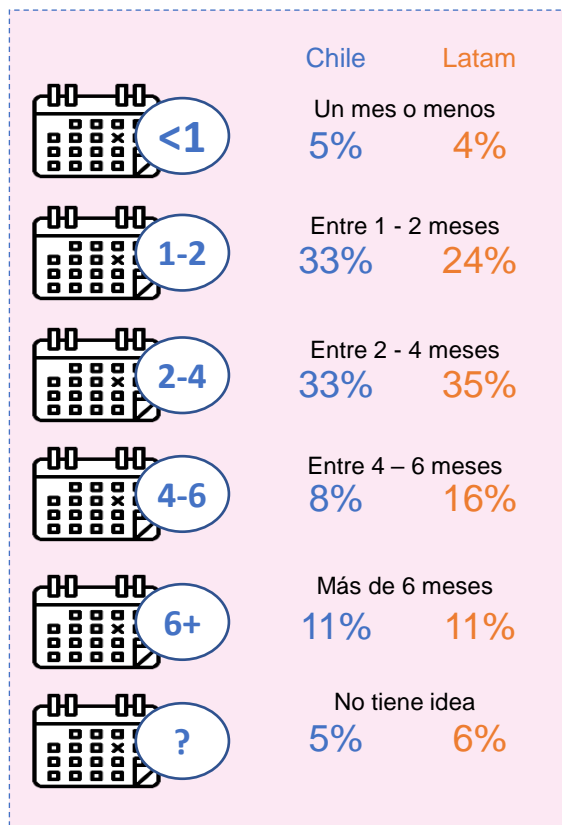 Chile Latam
<1
Un mes o menos
5% 4%
1-2
Entre 1 - 2 meses
33% 24%
2-4
Entre 2 - 4 meses
33% 35%
4-6
Entre 4 – 6 meses
8% 16%
6+
Más de 6 meses
11% 11%
?
No tiene idea
5% 6%